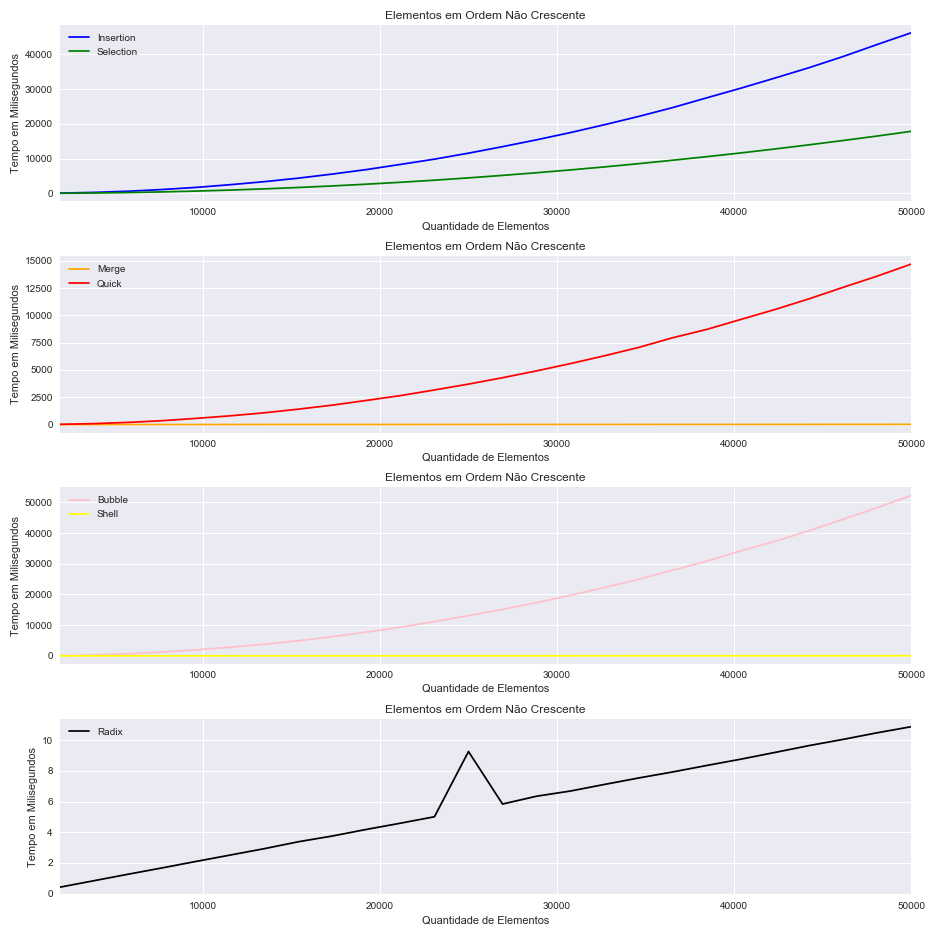 Elementos em Ordem Não Crescente
Insertion
Selection
Tempo em Milisegundos
40000
30000
20000
10000
0
10000 20000 30000 40000 50000
Quantidade de Elementos
Elementos em Ordem Não Crescente
Merge
Quick
Tempo em Milisegundos
15000
12500
10000
7500
5000
2500
0
10000 20000 30000 40000 50000
Quantidade de Elementos
Elementos em Ordem Não Crescente
Bubble
Shell
Tempo em Milisegundos
50000
40000
30000
20000
10000
0
10000 20000 30000 40000 50000
Quantidade de Elementos
Elementos em Ordem Não Crescente
Radix
Tempo em Milisegundos
10
8
6
4
2
0
10000 20000 30000 40000 50000
Quantidade de Elementos